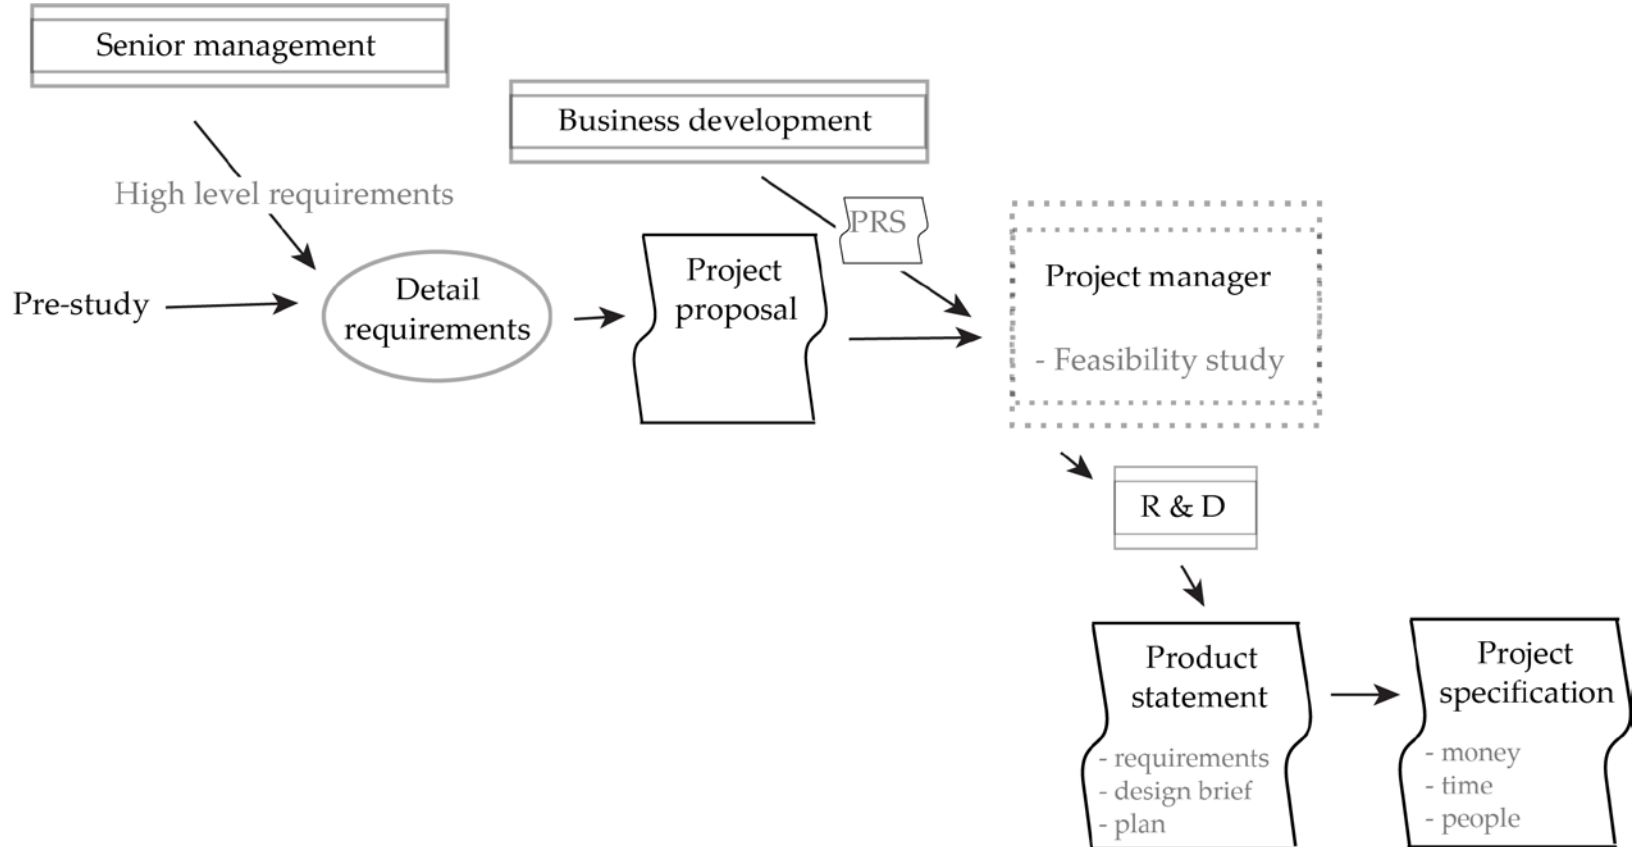 Senior management
Business development
High level requirements
PRS
Pre-study
Detail
requirements
Project
proposal
Project manager
- Feasibility study
R & D
Product
statement
- requirements
- design brief
- plan
Project
specification
- money
- time
- people